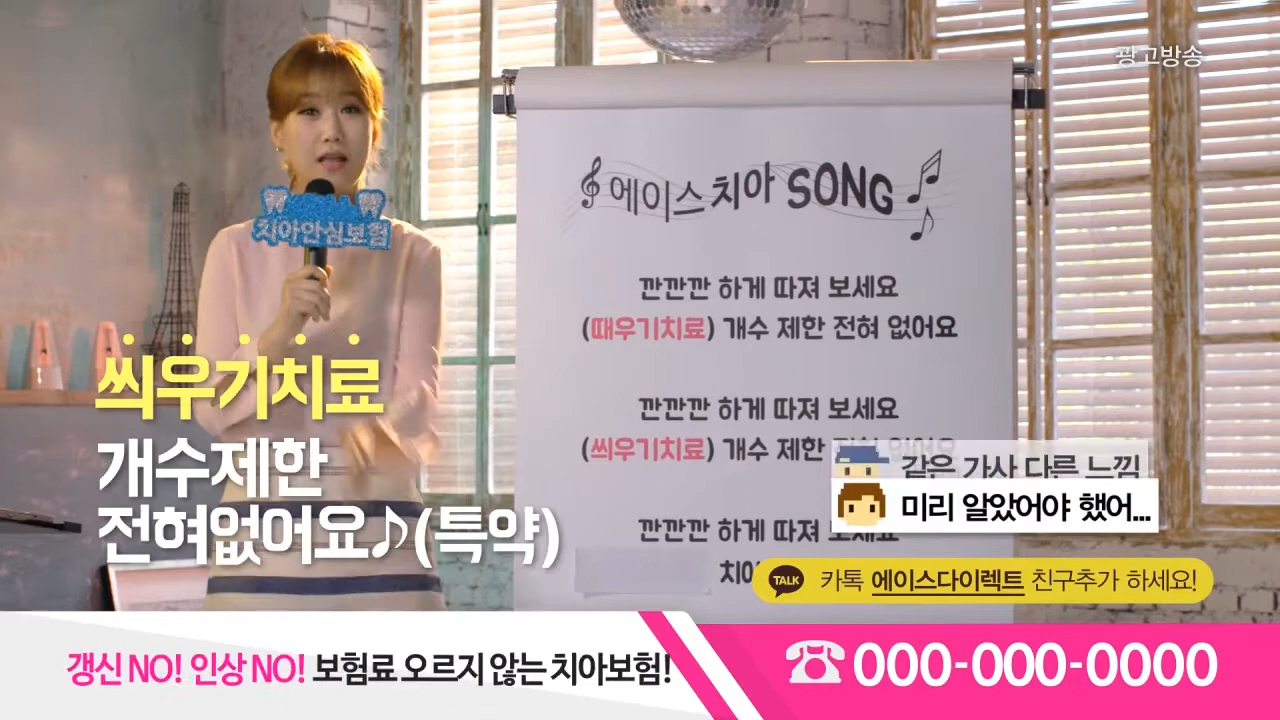 광고방송
에이스 치아 SONG
치아안심보험
깐깐깐 하게 따져 보세요
(때우기치료) 개수 제한 전혀 없어요
깐깐깐 하게 따져 보세요
(씌우기치료) 개수 제한 전혀 없어요
깐깐깐 하게 따져 보세요
치아
씌우기치료
개수제한
전혀없어요♪(특약)
같은 가사 다른 느낌
미리 알았어야 했어...
TALK 카톡 에이스다이렉트 친구추가 하세요!
갱신 NO! 인상 NO! 보험료 오르지 않는 치아보험!
☎000-000-0000